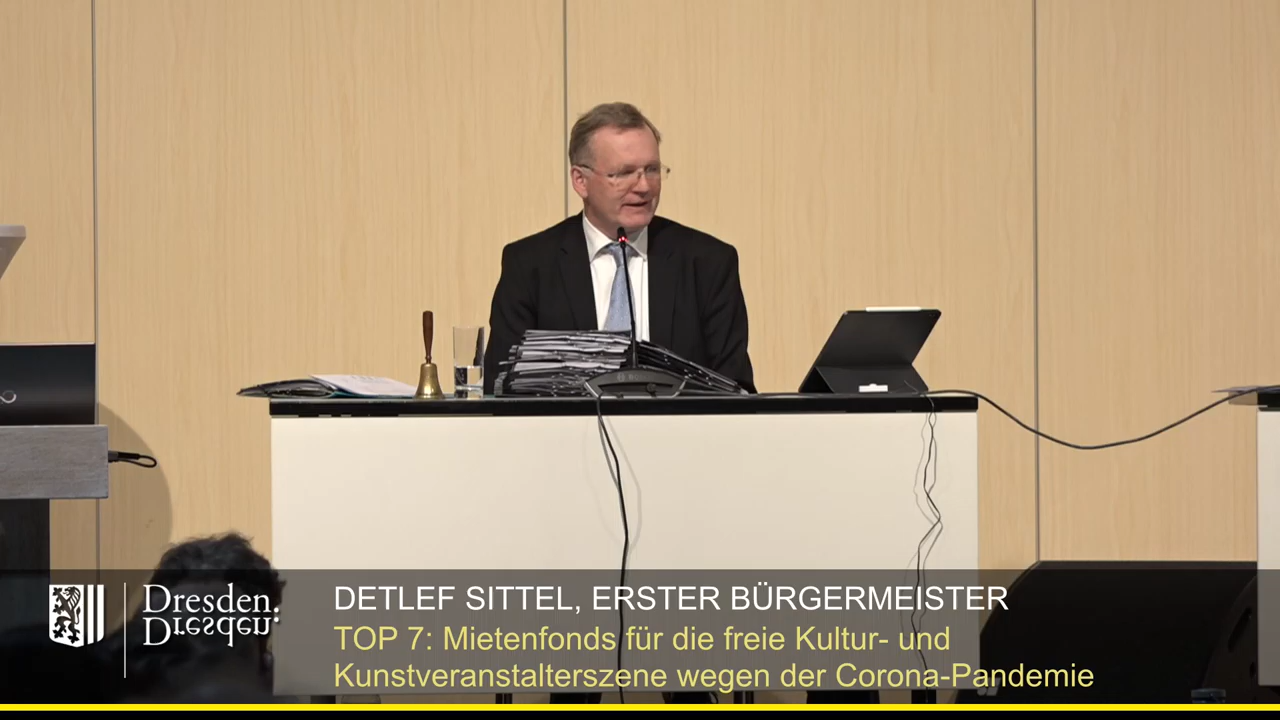 Dresden.
Dresden.
DETLEF SITTEL, ERSTER BÜRGERMEISTER
TOP 7: Mietenfonds für die freie Kultur- und
Kunstveranstalterszene wegen der Corona-Pandemie